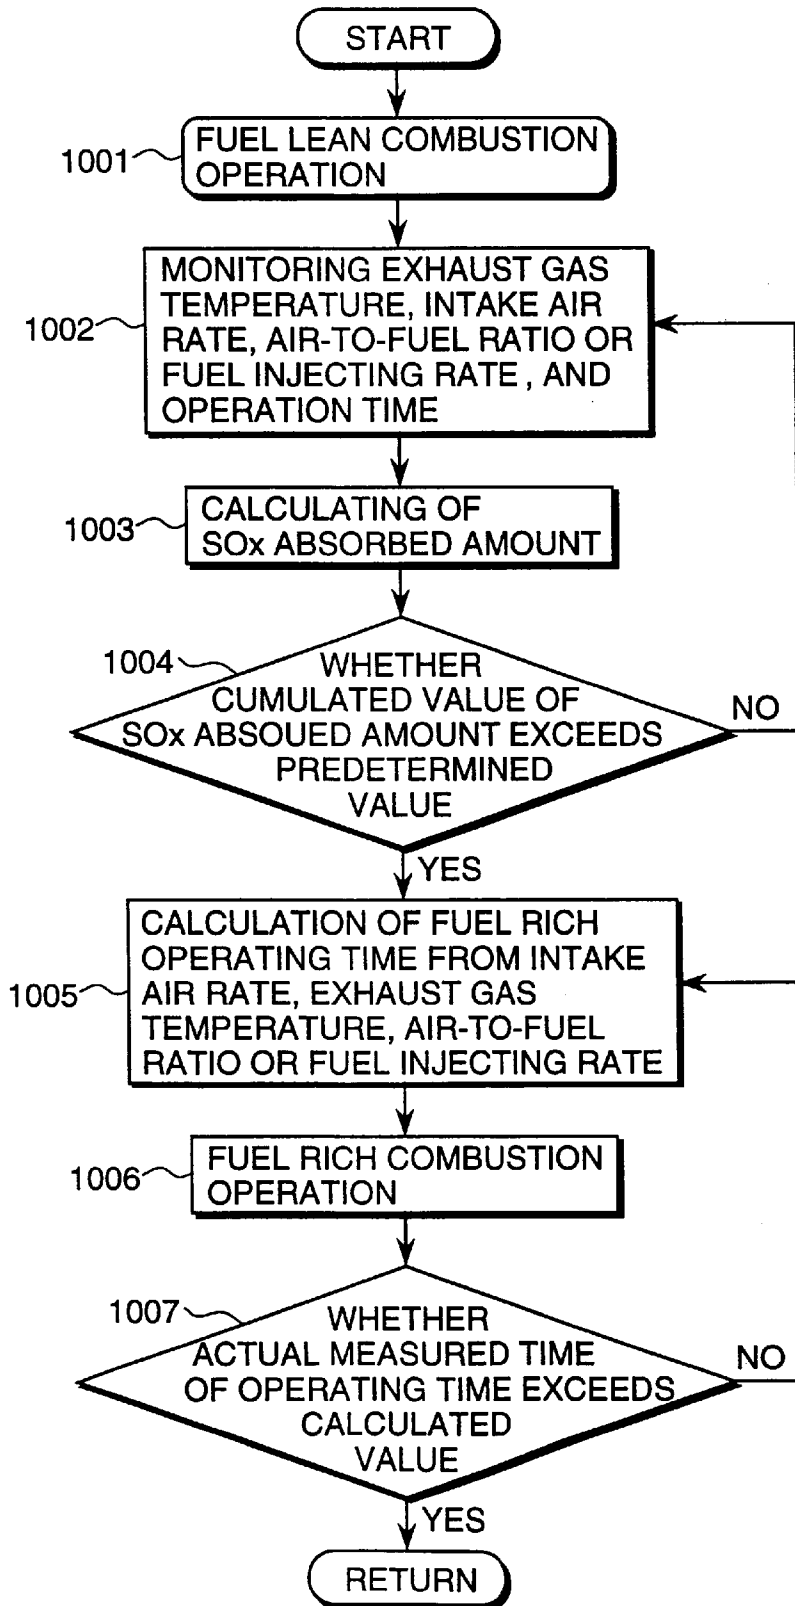 START
1001
FUEL LEAN COMBUSTION
OPERATION
1002
MONITORING EXHAUST GAS
TEMPERATURE, INTAKE AIR
RATE, AIR-TO-FUEL RATIO OR
FUEL INJECTING RATE , AND
OPERATION TIME
1003
CALCULATING OF
SOx ABSORBED AMOUNT
1004
WHETHER
CUMULATED VALUE OF
SOx ABSOUED AMOUNT EXCEEDS
PREDETERMINED
VALUE
NO
YES
1005
CALCULATION OF FUEL RICH
OPERATING TIME FROM INTAKE
AIR RATE, EXHAUST GAS
TEMPERATURE, AIR-TO-FUEL
RATIO OR FUEL INJECTING RATE
1006
FUEL RICH COMBUSTION
OPERATION
1007
WHETHER
ACTUAL MEASURED TIME
OF OPERATING TIME EXCEEDS
CALCULATED
VALUE
NO
YES
RETURN